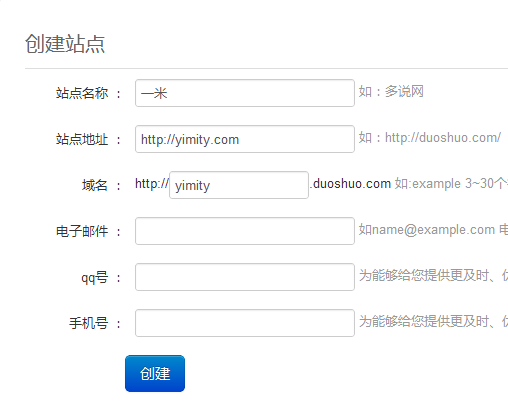 创建站点
站点名称 ： 一米 如：多说网
站点地址 ： http://yimity.com 如：http://duoshuo.com/
域名 ： http://yimity.duoshuo.com 如:example 3~30个
电子邮件 ： 如name@example.com 电
qq号 ： 为能够给您提供更及时、
手机号 ： 为能够给您提供更及时、
创建